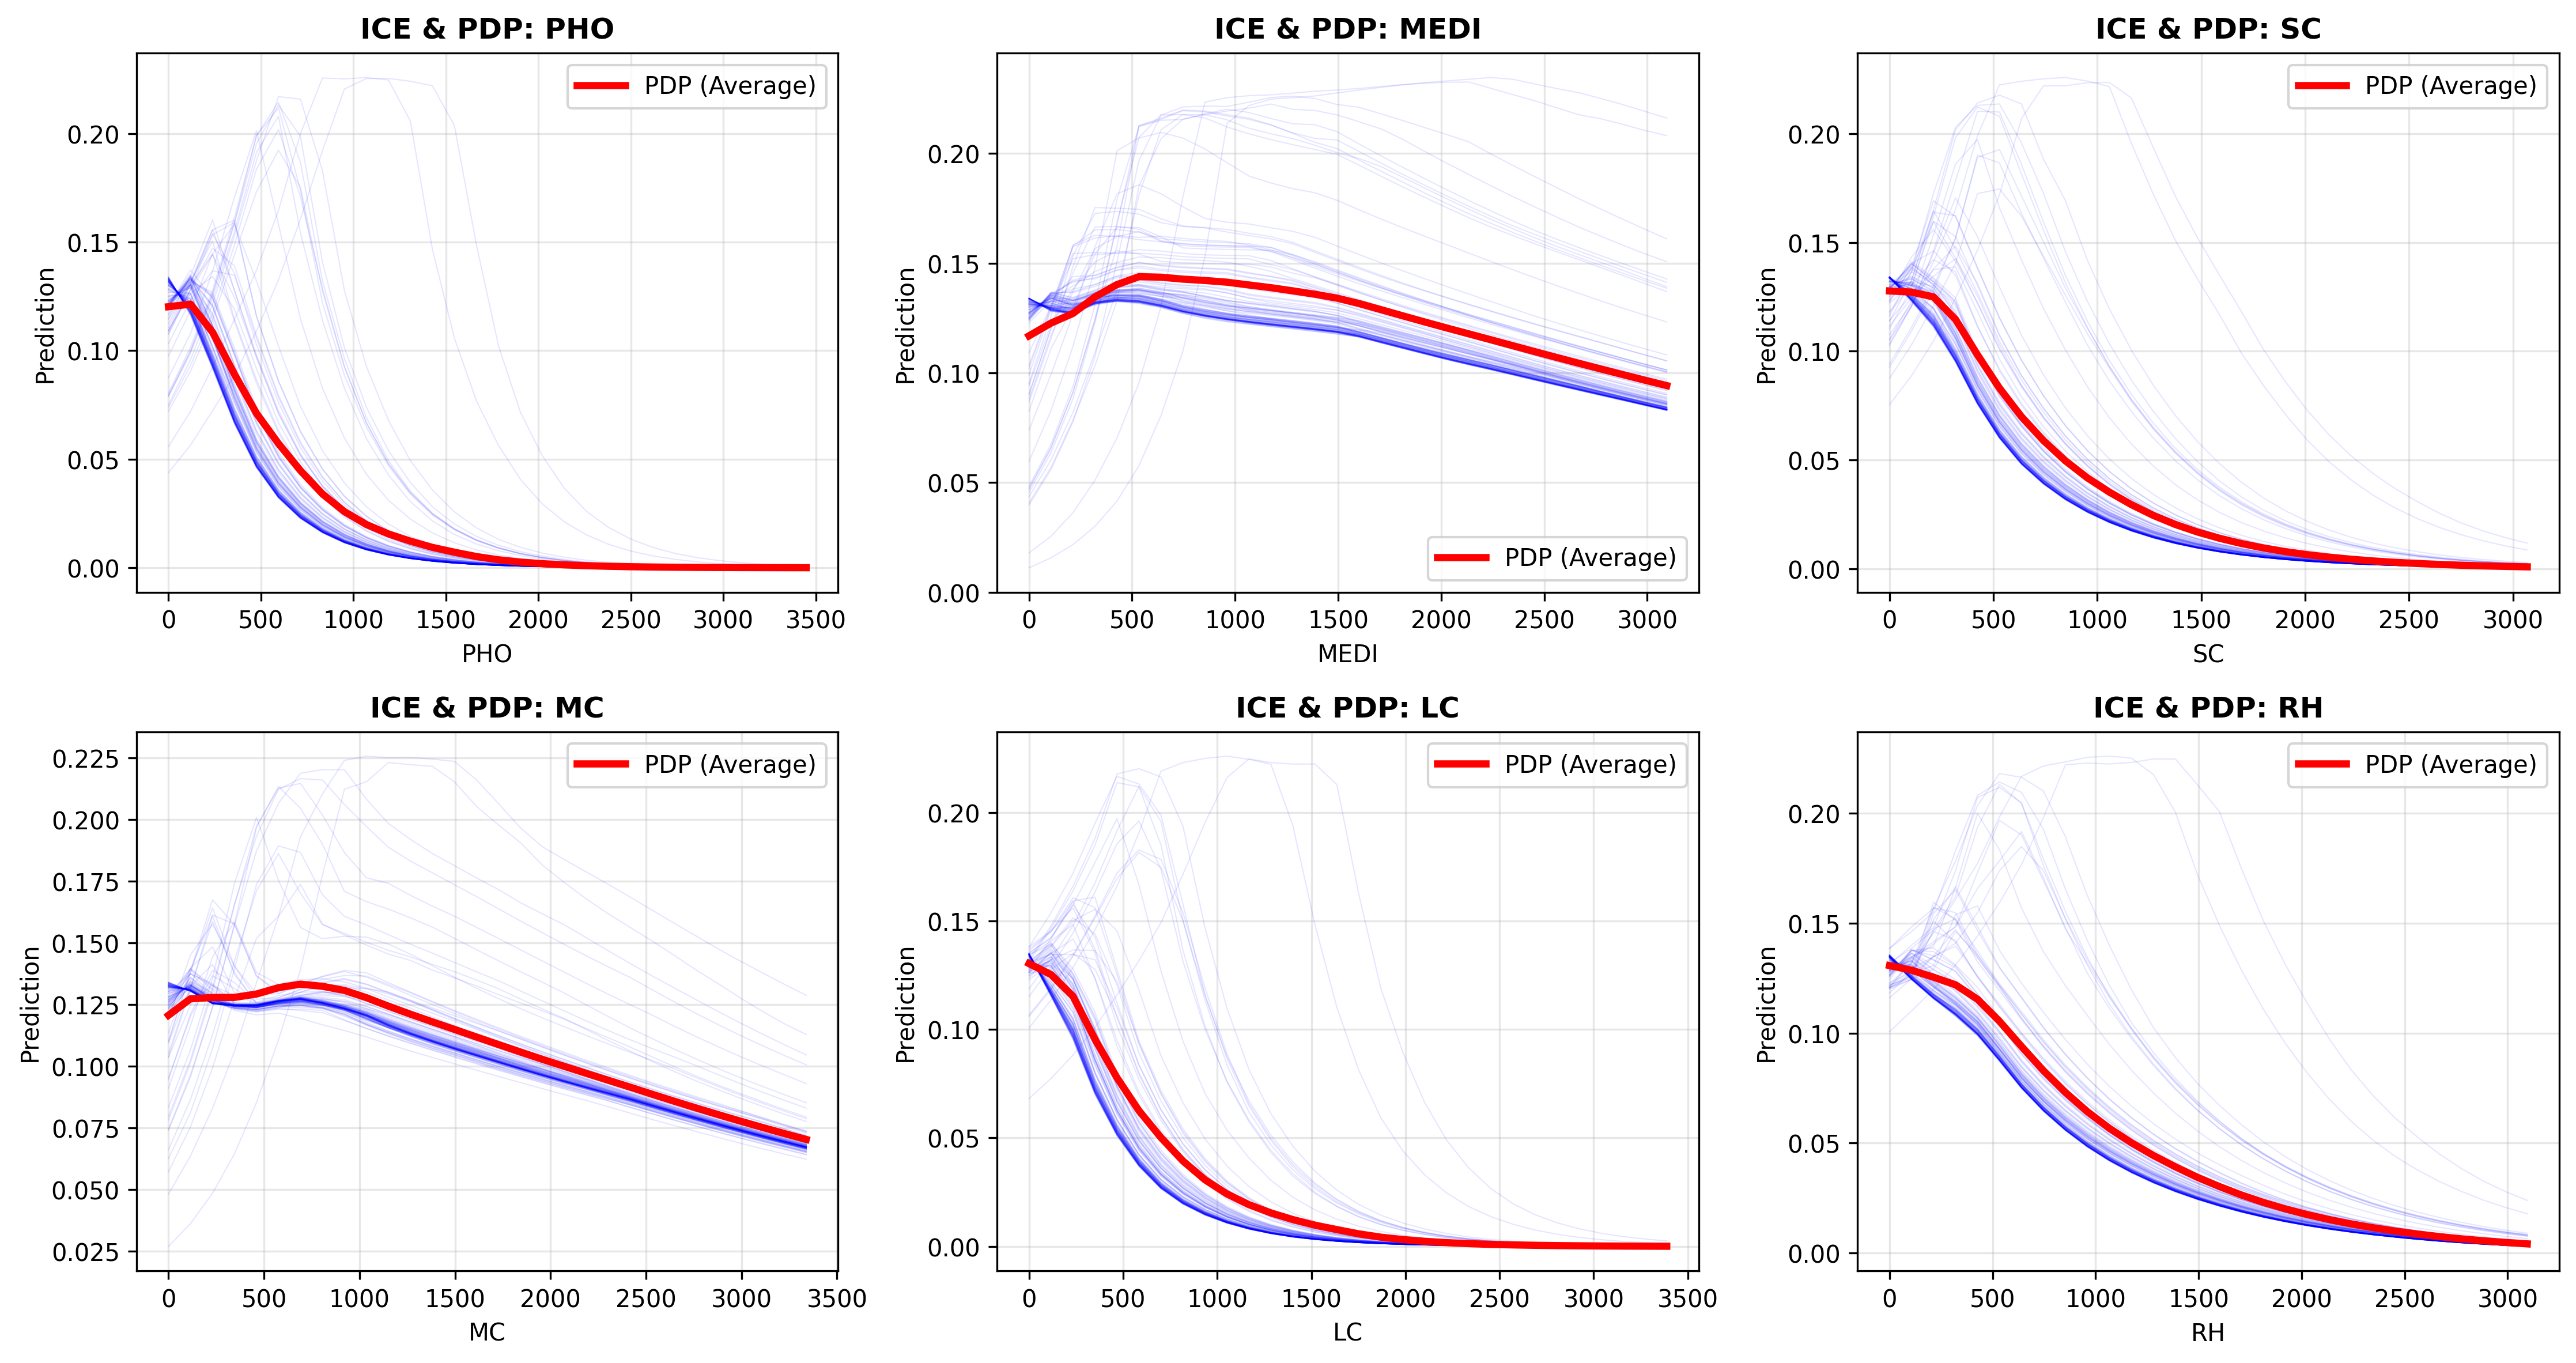 ICE & PDP: PHO
PDP (Average)
Prediction
0.20
0.15
0.10
0.05
0.00
0 500 1000 1500 2000 2500 3000 3500
PHO
ICE & PDP: MEDI
PDP (Average)
Prediction
0.20
0.15
0.10
0.05
0.00
0 500 1000 1500 2000 2500 3000
MEDI
ICE & PDP: SC
PDP (Average)
Prediction
0.20
0.15
0.10
0.05
0.00
0 500 1000 1500 2000 2500 3000
SC
ICE & PDP: MC
PDP (Average)
Prediction
0.225
0.200
0.175
0.150
0.125
0.100
0.075
0.050
0.025
0 500 1000 1500 2000 2500 3000 3500
MC
ICE & PDP: LC
PDP (Average)
Prediction
0.20
0.15
0.10
0.05
0.00
0 500 1000 1500 2000 2500 3000 3500
LC
ICE & PDP: RH
PDP (Average)
Prediction
0.20
0.15
0.10
0.05
0.00
0 500 1000 1500 2000 2500 3000
RH